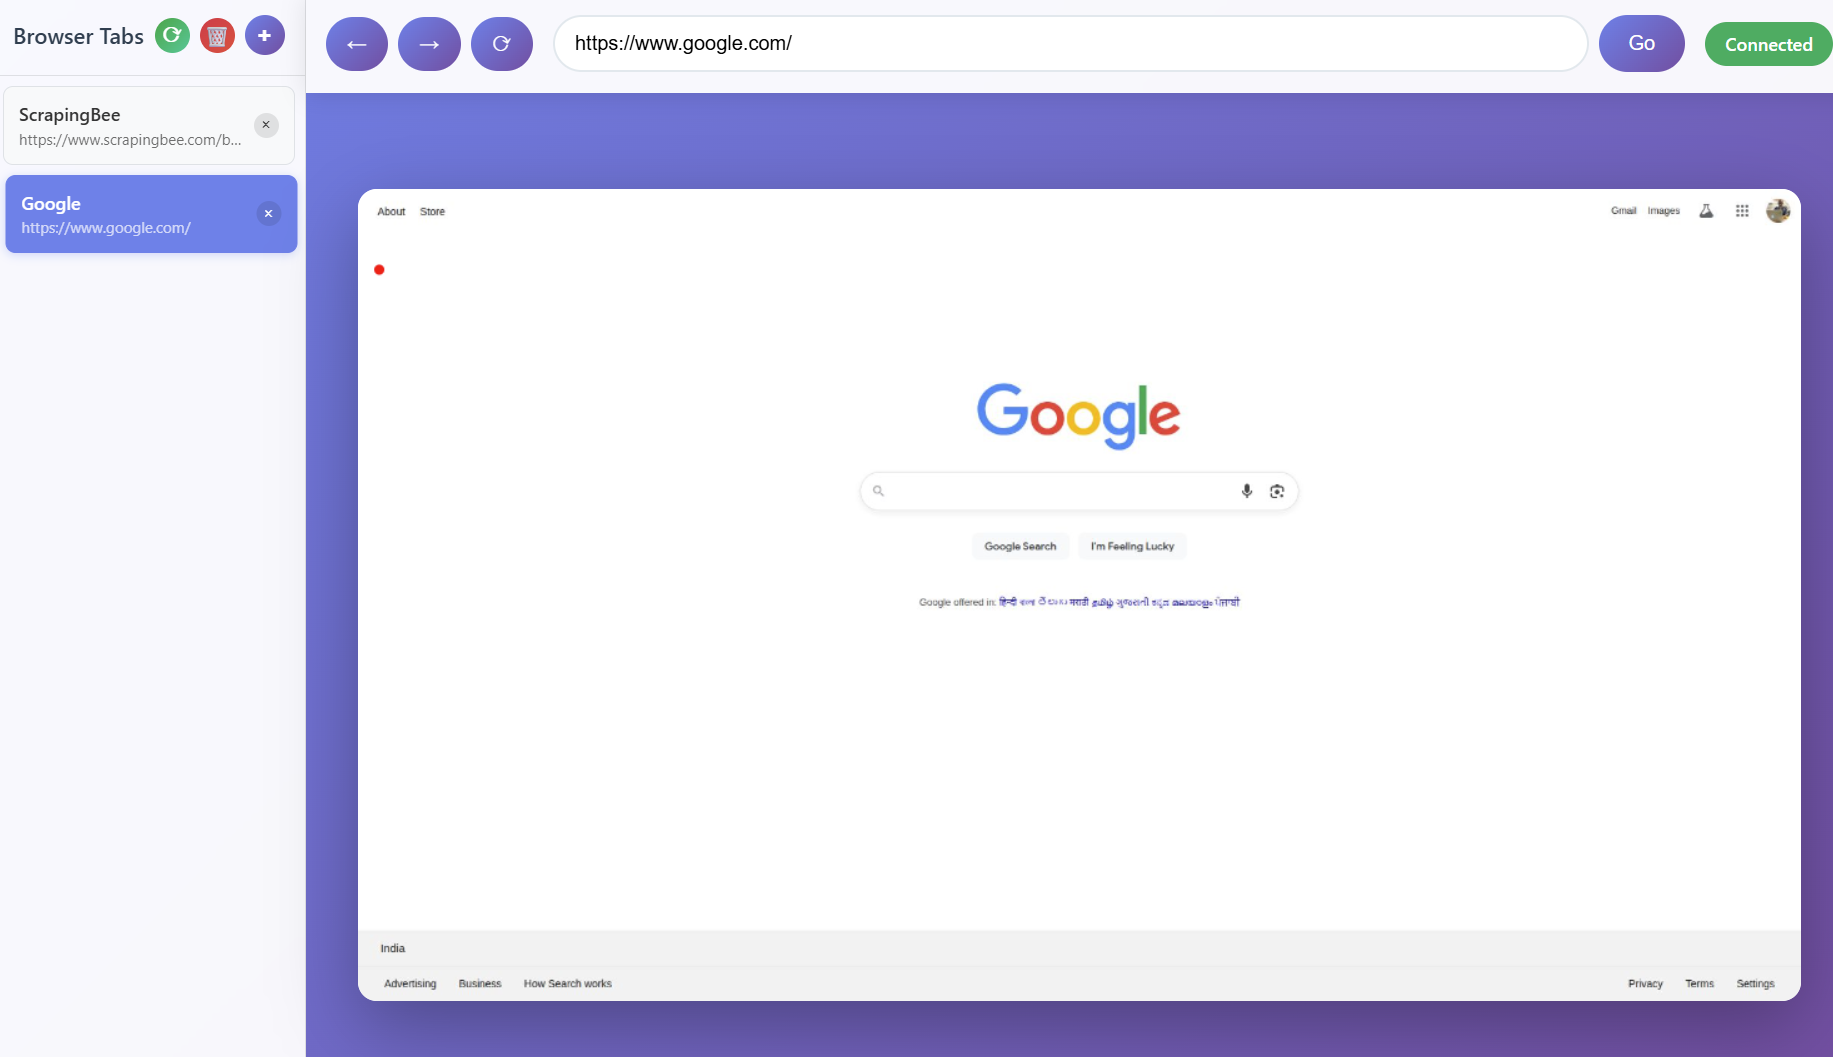 Browser Tabs
https://www.google.com/
Go
Connected
ScrapingBee
https://www.scrapingbee.com/b...
Google
https://www.google.com/
About Store
Gmail Images
Google
Google Search I'm Feeling Lucky
Google offered in: हिन्दी मराठी தமிழ் ગુજરાતી ಕನ್ನಡ മലയാളം ਪੰਜਾਬੀ
India
Advertising Business How Search works
Privacy Terms Settings